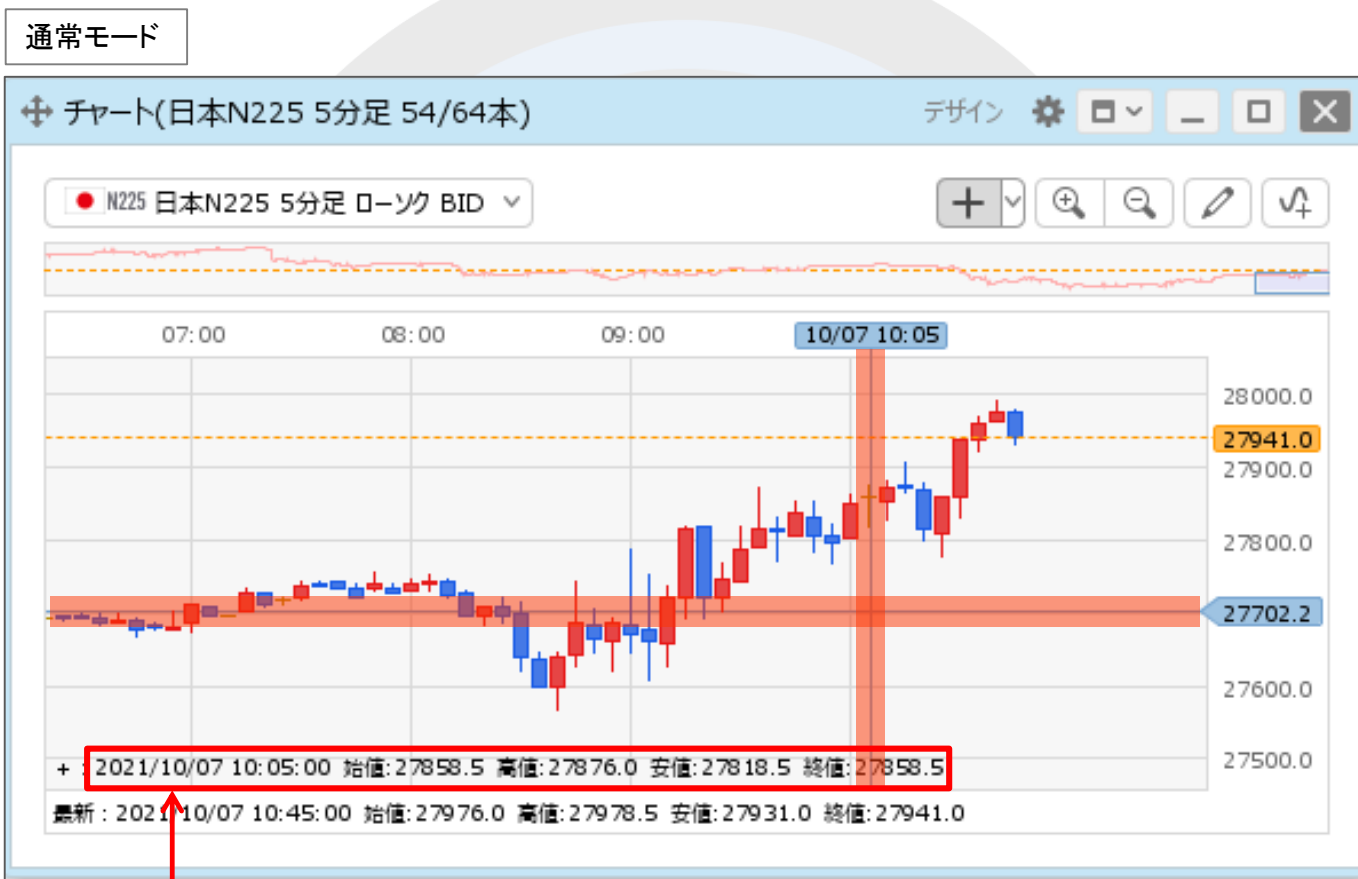 通常モード
チャート(日本N225 5分足 54/64本)
デザイン
N225 日本N225 5分足 ローソク BID
07:00 08:00 09:00 10/07 10:05
28000.0
27941.0
27900.0
27800.0
27702.2
27600.0
27500.0
+ : 2021/10/07 10:05:00 始値:27858.5 高値:27876.0 安値:27818.5 終値:27858.5
最新 : 2021/10/07 10:45:00 始値:27976.0 高値:27978.5 安値:27931.0 終値:27941.0